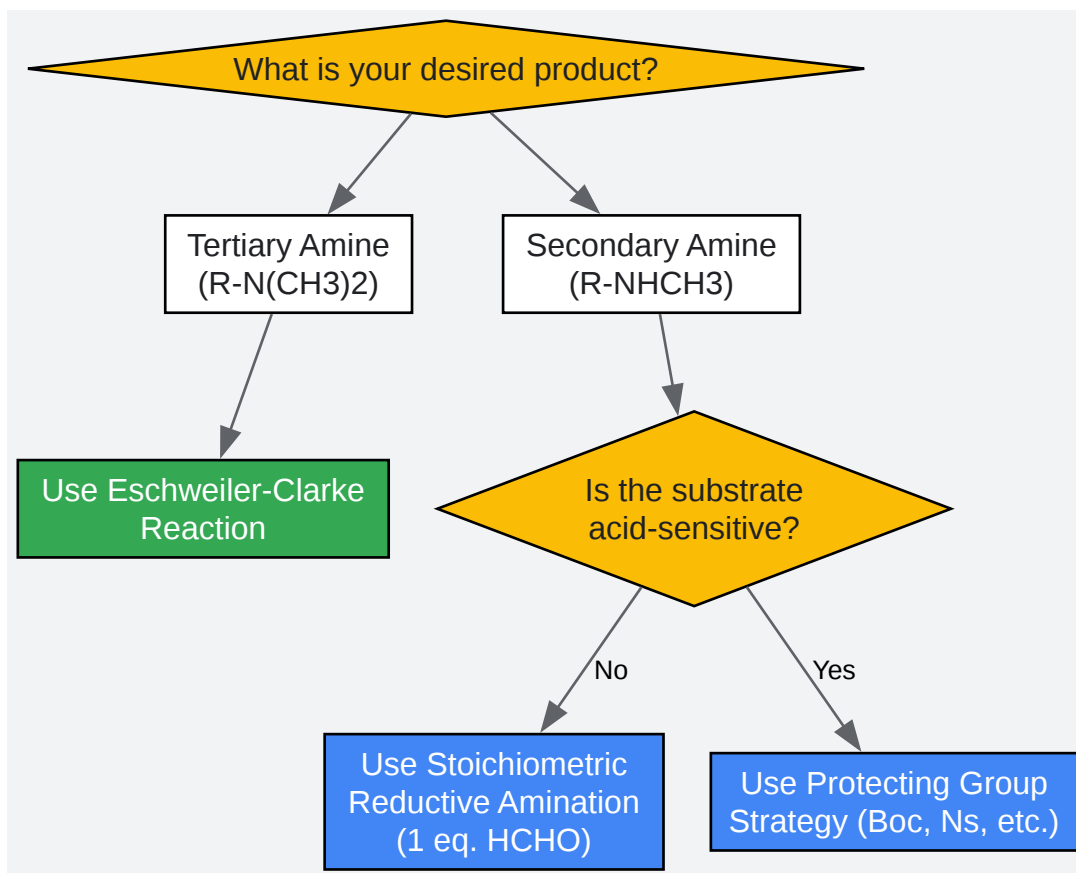 What is your desired product?
Tertiary Amine
(R-N(CH3)2)
Secondary Amine
(R-NHCH3)
Use Eschweiler-Clarke
Reaction
Is the substrate
acid-sensitive?
No
Yes
Use Stoichiometric
Reductive Amination
(1 eq. HCHO)
Use Protecting Group
Strategy (Boc, Ns, etc.)